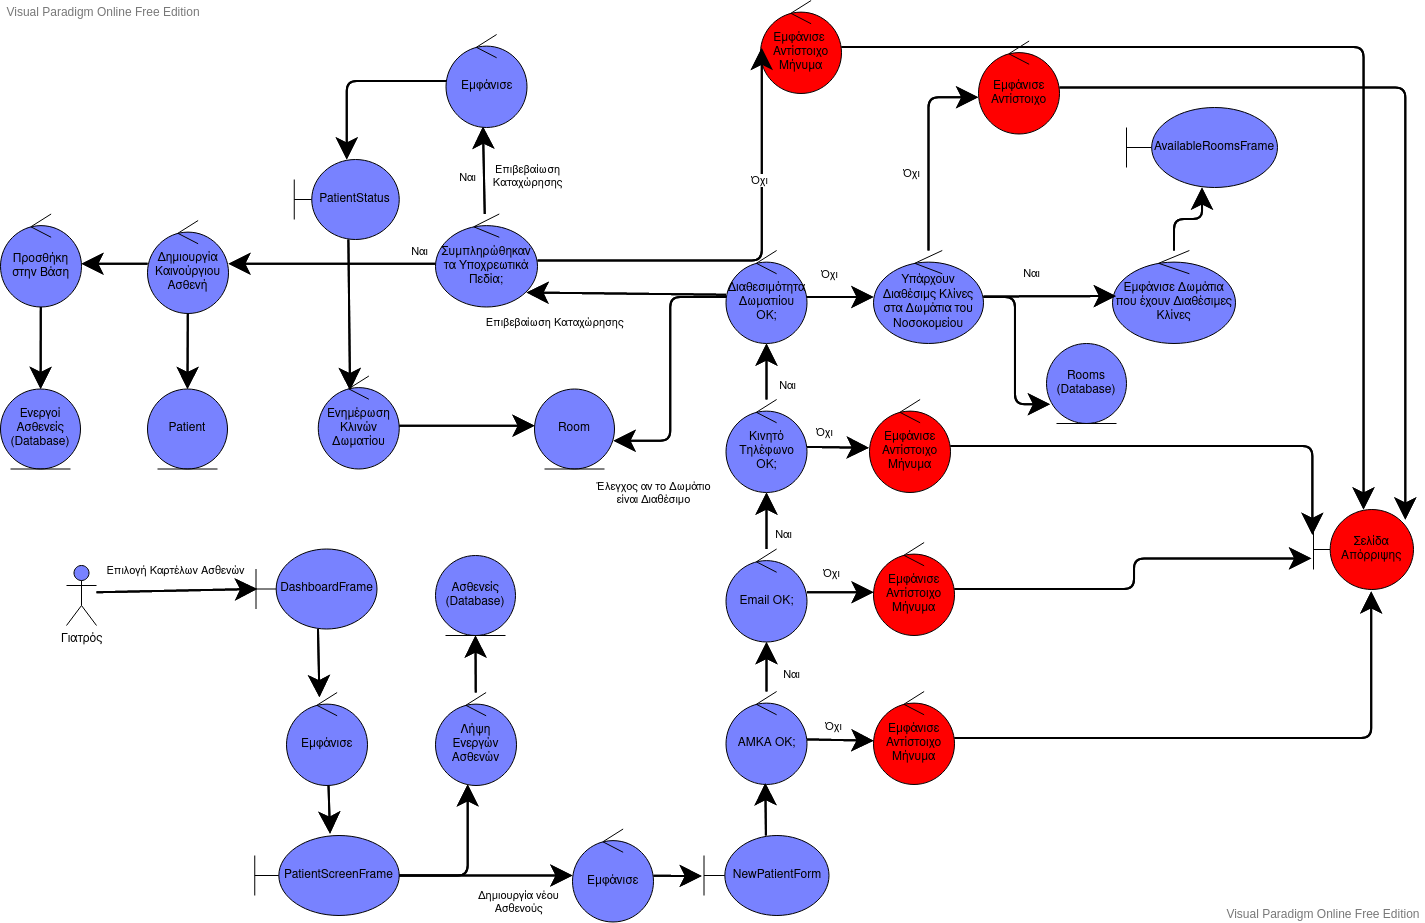 Visual Paradigm Online Free Edition
Εμφάνισε
Αντίστοιχο
Μήνυμα
Εμφάνισε
Εμφάνισε
Αντίστοιχο
AvailableRoomsFrame
Ναι
Επιβεβαίωση
Καταχώρησης
Όχι
Όχι
PatientStatus
Προσθήκη
στην Βάση
Δημιουργία
Καινούργιου
Ασθενή
Ναι
Συμπληρώθηκαν
τα Υποχρεωτικά
Πεδία;
Διαθεσιμότητα
Δωματίου
ΟΚ;
Όχι
Υπάρχουν
Διαθέσιμς Κλίνες
στα Δωμάτια του
Νοσοκομείου
Ναι
Εμφάνισε Δωμάτια
που έχουν Διαθέσιμες
Κλίνες
Επιβεβαίωση Καταχώρησης
Rooms
(Database)
Ναι
Ενεργοί
Ασθενείς
(Database)
Patient
Ενημέρωση
Κλινών
Δωματίου
Room
Κινητό
Τηλέφωνο
ΟΚ;
Όχι
Εμφάνισε
Αντίστοιχο
Μήνυμα
Έλεγχος αν το Δωμάτιο
είναι Διαθέσιμο
Ναι
Σελίδα
Απόρριψης
Επιλογή Καρτέλων Ασθενών
Γιατρός
DashboardFrame
Ασθενείς
(Database)
Email OK;
Όχι
Εμφάνισε
Αντίστοιχο
Μήνυμα
Ναι
Εμφάνισε
Λήψη
Ενεργών
Ασθενών
ΑΜΚΑ ΟΚ;
Όχι
Εμφάνισε
Αντίστοιχο
Μήνυμα
PatientScreenFrame
Δημιουργία νέου
Ασθενούς
Εμφάνισε
NewPatientForm
Visual Paradigm Online Free Edition